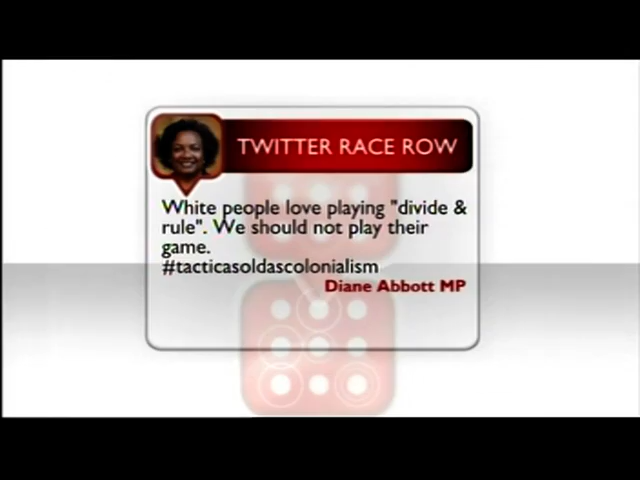 TWITTER RACE ROW
White people love playing "divide &
rule". We should not play their
game.
#tacticasoldascolonialism
Diane Abbott MP